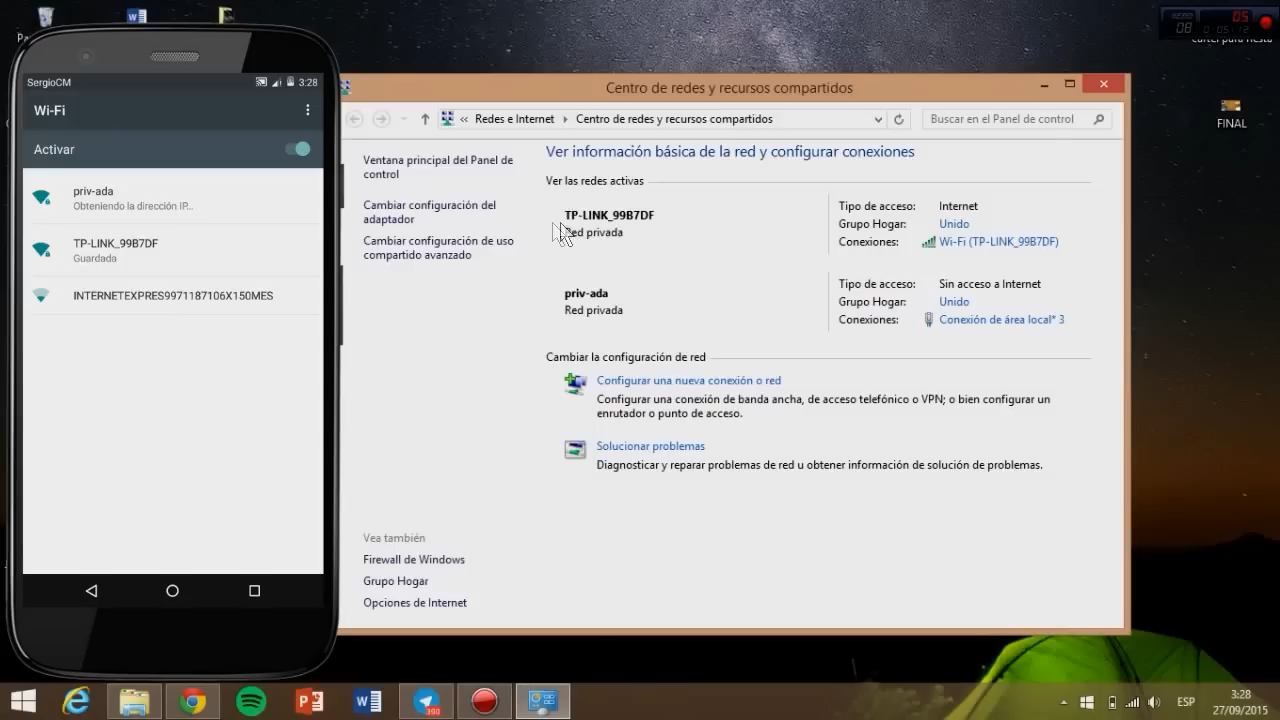 SergioCM
3:28
Wi-Fi
Activar
priv-ada
Obteniendo la dirección IP...
TP-LINK_99B7DF
Guardada
INTERNETEXPRES9971187106X150MES
Centro de redes y recursos compartidos
« Redes e Internet
Centro de redes y recursos compartidos
Buscar en el Panel de control
Ventana principal del Panel de
control
Cambiar configuración del
adaptador
Cambiar configuración de uso
compartido avanzado
Vea también
Firewall de Windows
Grupo Hogar
Opciones de Internet
Ver información básica de la red y configurar conexiones
Ver las redes activas
TP-LINK_99B7DF
Red privada
Tipo de acceso: Internet
Grupo Hogar: Unido
Conexiones: Wi-Fi (TP-LINK_99B7DF)
priv-ada
Red privada
Tipo de acceso: Sin acceso a Internet
Grupo Hogar: Unido
Conexiones: Conexión de área local* 3
Cambiar la configuración de red
Configurar una nueva conexión o red
Configurar una conexión de banda ancha, de acceso telefónico o VPN; o bien configurar un
enrutador o punto de acceso.
Solucionar problemas
Diagnosticar y reparar problemas de red u obtener información de solución de problemas.
05
08
FINAL
ESP
3:28
27/09/2015